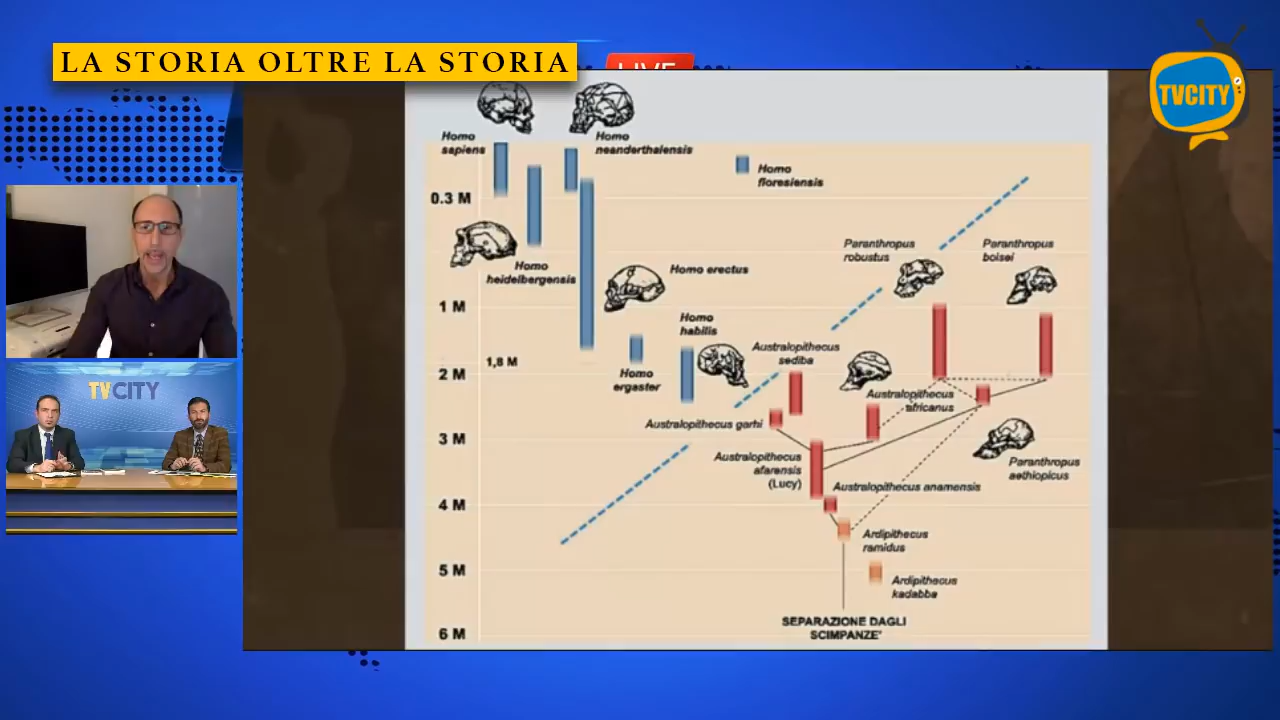 LA STORIA OLTRE LA STORIA
LIVE
TVCITY
Homo
sapiens
Homo
neanderthalensis
Homo
floresiensis
0.3 M
Paranthropus
robustus
Paranthropus
boisei
Homo
heidelbergensis
Homo erectus
1 M
Homo
habilis
Australopithecus
sediba
1,8 M
2 M
Homo
ergaster
Australopithecus
africanus
Australopithecus garhi
3 M
Australopithecus
afarensis
(Lucy)
Paranthropus
aethiopicus
Australopithecus anamensis
4 M
Ardipithecus
ramidus
5 M
Ardipithecus
kadabba
SEPARAZIONE DAGLI
SCIMPANZE'
6 M
TVCITY